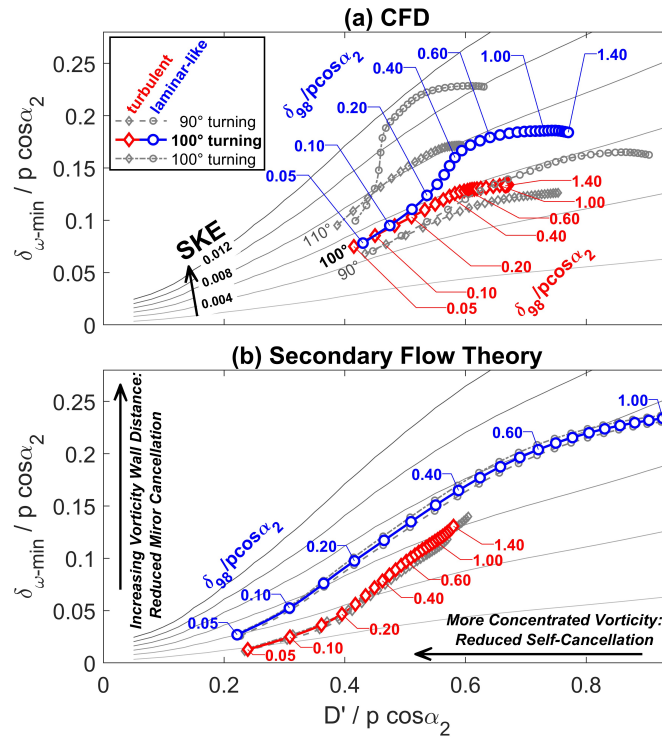 (a) CFD
0.25
0.2
0.15
0.1
0.05
0
δω-min / p cosα2
turbulent
laminar-like
90° turning
100° turning
100° turning
δ98/pcosα2
0.05
0.10
0.20
0.40
0.60
1.00
1.40
110°
100°
90°
SKE
0.012
0.008
0.004
1.40
1.00
0.60
0.40
0.20
0.10
0.05
δ98/pcosα2
(b) Secondary Flow Theory
0.25
0.2
0.15
0.1
0.05
0
δω-min / p cosα2
Increasing Vorticity Wall Distance:
Reduced Miror Cancellation
δ98/pcosα2
0.05
0.10
0.20
0.40
0.60
1.00
1.40
1.00
0.60
0.40
0.20
0.10
0.05
More Concentrated Vorticity:
Reduced Self-Cancellation
0 0.2 0.4 0.6 0.8
D' / p cosα2